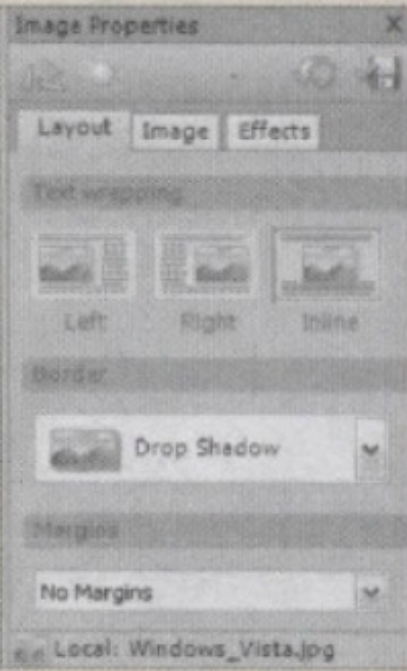 Image Properties X
Layout Image Effects
Text wrapping
Left Right Inline
Border
Drop Shadow
Margins
No Margins
Local: Windows_Vista.jpg